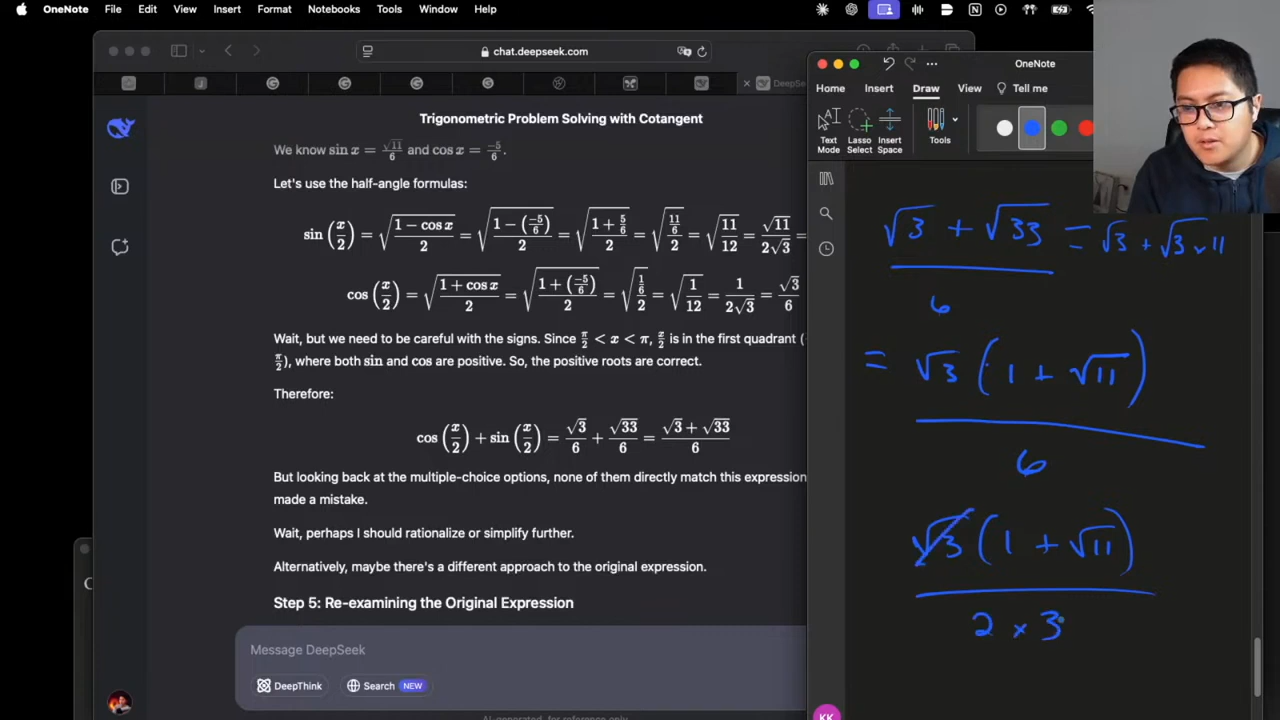 OneNote File Edit View Insert Format Notebooks Tools Window Help
chat.deepseek.com
DeepSe
Trigonometric Problem Solving with Cotangent
We know sin x = √11/6 and cos x = −5/6.
Let's use the half-angle formulas:
sin (x/2) = √((1 − cos x)/2) = √((1 − (−5/6))/2) = √((1 + 5/6)/2) = √((11/6)/2) = √(11/12) = √11/(2√3) =
cos (x/2) = √((1 + cos x)/2) = √((1 + (−5/6))/2) = √((1/6)/2) = √(1/12) = 1/(2√3) = √3/6
Wait, but we need to be careful with the signs. Since π/2 < x < π, x/2 is in the first quadrant (
π/2), where both sin and cos are positive. So, the positive roots are correct.
Therefore:
cos (x/2) + sin (x/2) = √3/6 + √33/6 = (√3 + √33)/6
But looking back at the multiple-choice options, none of them directly match this expression
made a mistake.
Wait, perhaps I should rationalize or simplify further.
Alternatively, maybe there's a different approach to the original expression.
Step 5: Re-examining the Original Expression
Message DeepSeek
DeepThink
Search NEW
AI-generated, for reference only
OneNote
Home Insert Draw View Tell me
Text Mode
Lasso Select
Insert Space
Tools
√3 + √33 = √3 + √3 × 11
6
= √3 (1 + √11)
6
√3 (1 + √11)
2 × 3
KK